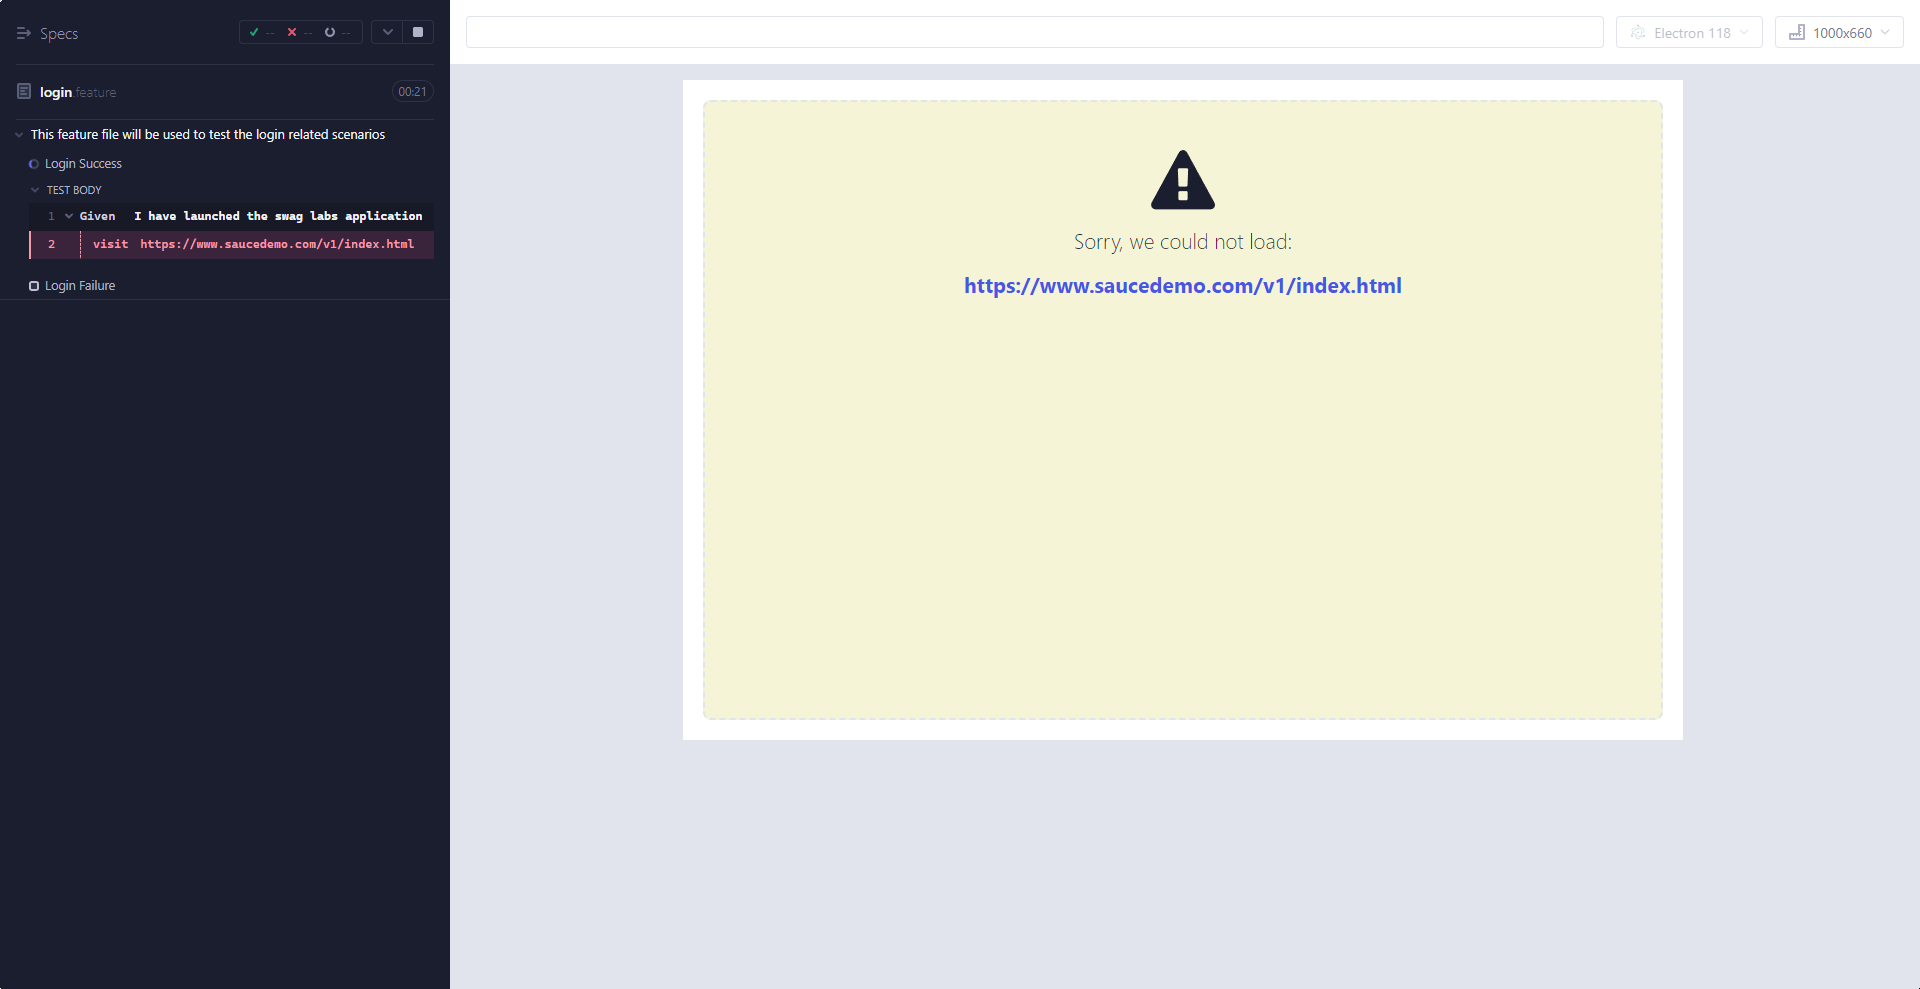 Specs
-- -- --
login.feature
00:21
This feature file will be used to test the login related scenarios
Login Success
TEST BODY
1 Given I have launched the swag labs application
2 visit https://www.saucedemo.com/v1/index.html
Login Failure
Electron 118
1000x660
Sorry, we could not load:
https://www.saucedemo.com/v1/index.html